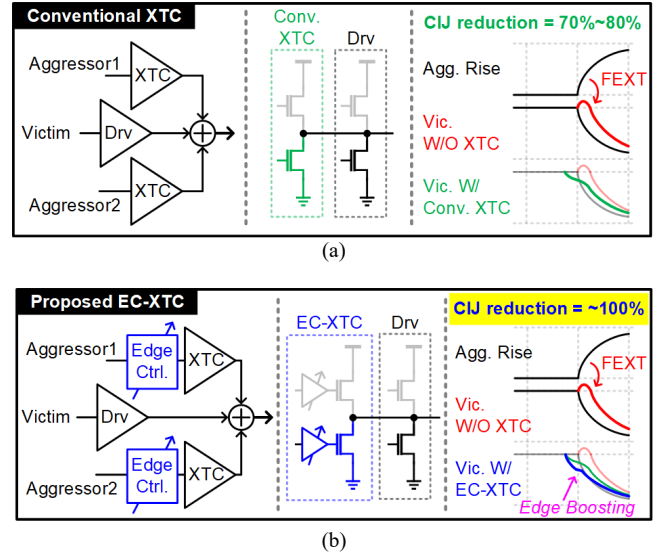 Conventional XTC
Aggressor1
XTC
Victim
Drv
Aggressor2
XTC
Conv.
XTC
Drv
CIJ reduction = 70%~80%
Agg. Rise
FEXT
Vic.
W/O XTC
Vic. W/
Conv. XTC
(a)
Proposed EC-XTC
Aggressor1
Edge
Ctrl.
XTC
Victim
Drv
Aggressor2
Edge
Ctrl.
XTC
EC-XTC
Drv
CIJ reduction = ~100%
Agg. Rise
FEXT
Vic.
W/O XTC
Vic. W/
EC-XTC
Edge Boosting
(b)